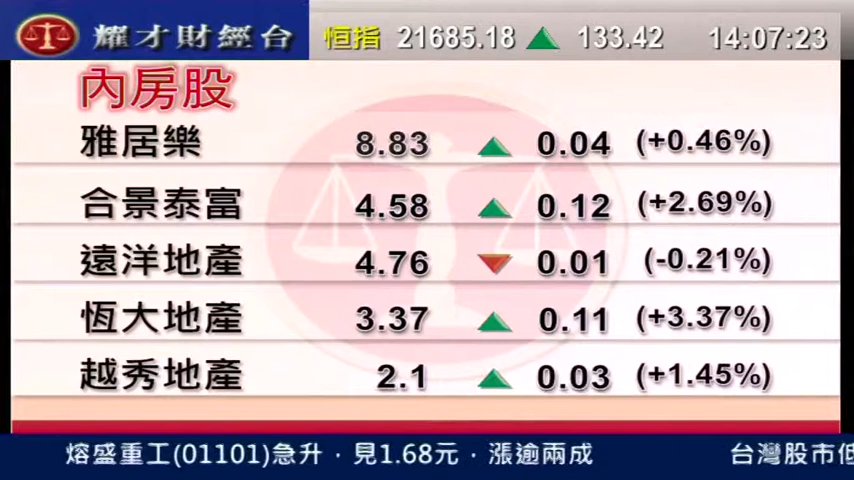 耀才財經台 恒指 21685.18 ▲ 133.42 14:07:23
內房股
雅居樂 8.83 ▲ 0.04 (+0.46%)
合景泰富 4.58 ▲ 0.12 (+2.69%)
遠洋地產 4.76 ▼ 0.01 (-0.21%)
恆大地產 3.37 ▲ 0.11 (+3.37%)
越秀地產 2.1 ▲ 0.03 (+1.45%)
熔盛重工(01101)急升．見1.68元．漲逾兩成 台灣股市低